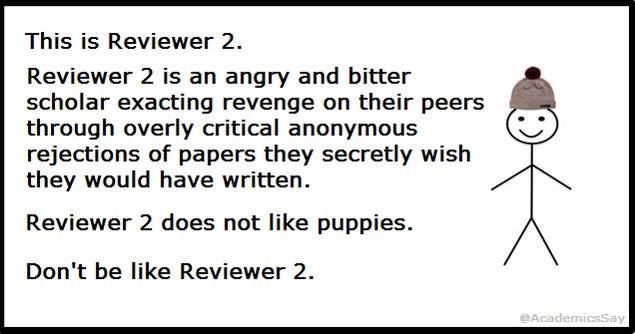 This is Reviewer 2.
Reviewer 2 is an angry and bitter
scholar exacting revenge on their peers
through overly critical anonymous
rejections of papers they secretly wish
they would have written.
Reviewer 2 does not like puppies.
Don't be like Reviewer 2.
@AcademicsSay